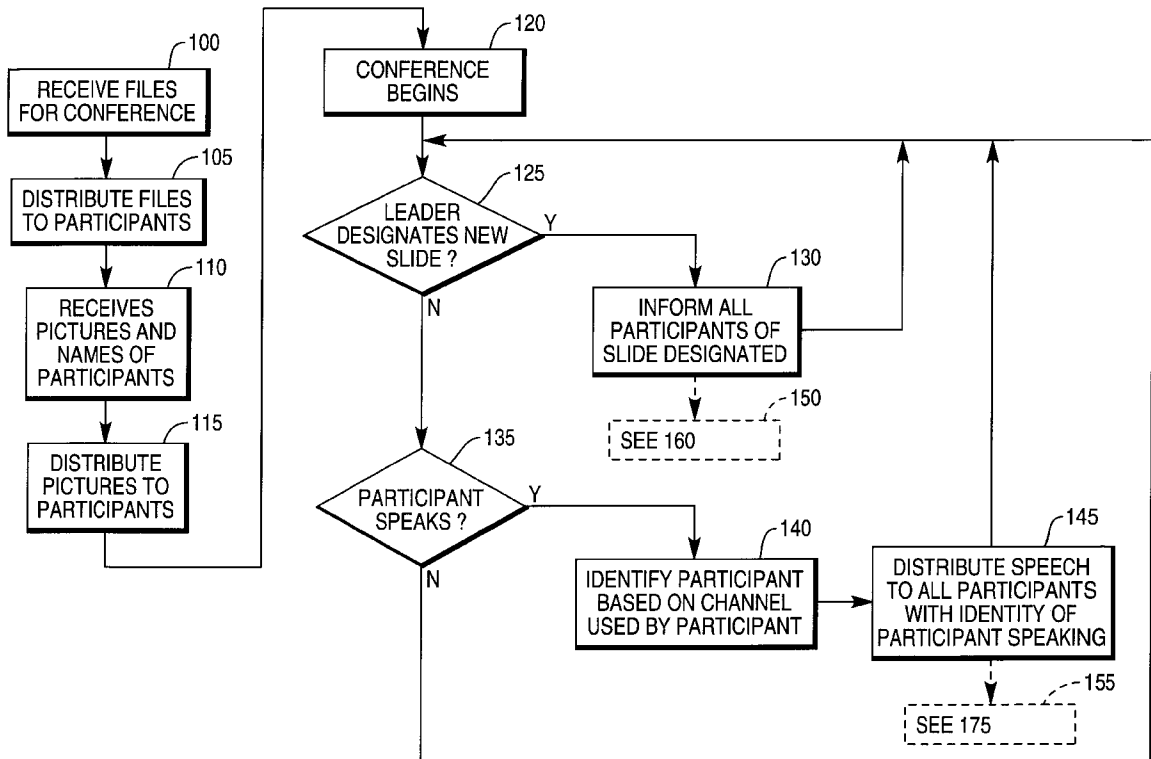 100
RECEIVE FILES
FOR CONFERENCE
105
DISTRIBUTE FILES
TO PARTICIPANTS
110
RECEIVES
PICTURES AND
NAMES OF
PARTICIPANTS
115
DISTRIBUTE
PICTURES TO
PARTICIPANTS
120
CONFERENCE
BEGINS
125
LEADER
DESIGNATES NEW
SLIDE ?
Y
N
130
INFORM ALL
PARTICIPANTS OF
SLIDE DESIGNATED
150
SEE 160
135
PARTICIPANT
SPEAKS ?
Y
N
140
IDENTIFY PARTICIPANT
BASED ON CHANNEL
USED BY PARTICIPANT
145
DISTRIBUTE SPEECH
TO ALL PARTICIPANTS
WITH IDENTITY OF
PARTICIPANT SPEAKING
155
SEE 175